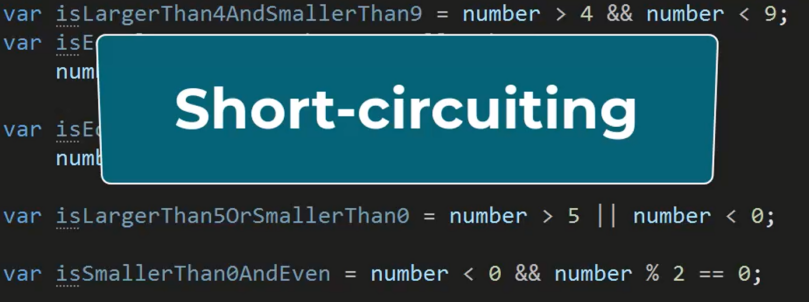 var isLargerThan4AndSmallerThan9 = number > 4 && number < 9;
var
Short-circuiting
var
var isLargerThan5OrSmallerThan0 = number > 5 || number < 0;
var isSmallerThan0AndEven = number < 0 && number % 2 == 0;